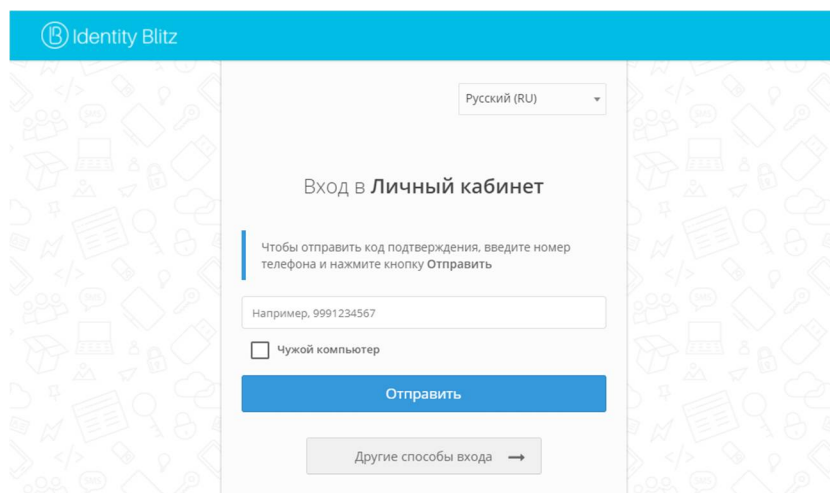 Identity Blitz
Русский (RU)
Вход в Личный кабинет
Чтобы отправить код подтверждения, введите номер
телефона и нажмите кнопку Отправить
Например, 9991234567
Чужой компьютер
Отправить
Другие способы входа